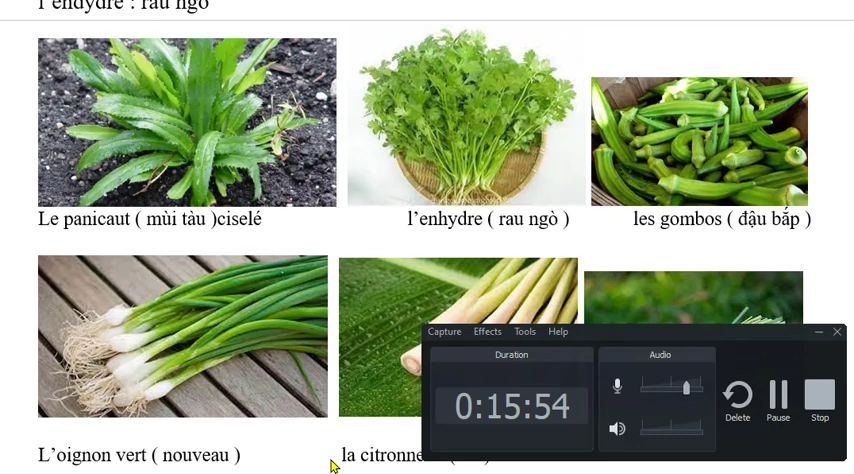 l'enhydre : rau ngò
Le panicaut ( mùi tàu )ciselé
l'enhydre ( rau ngò )
les gombos ( đậu bắp )
Capture Effects Tools Help
Duration
Audio
0:15:54
Delete
Pause
Stop
L'oignon vert ( nouveau )
la